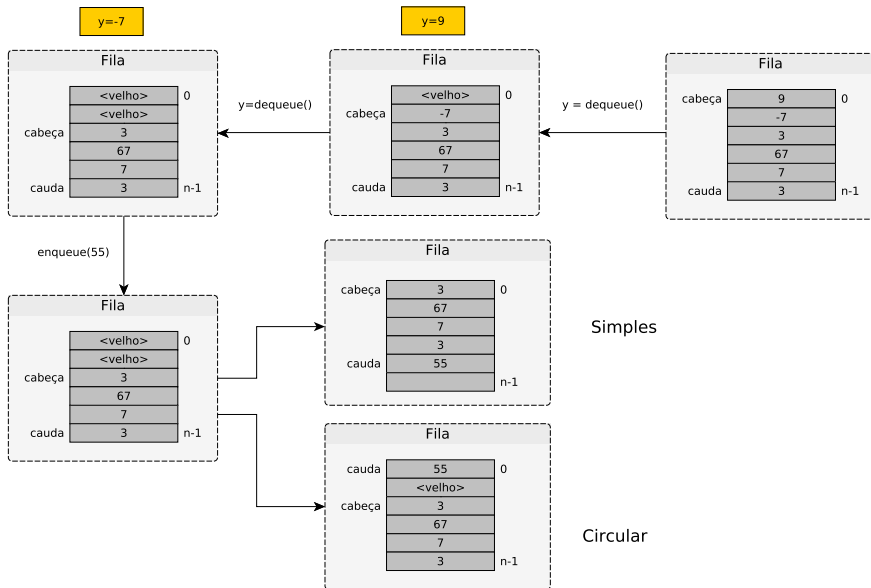 y=-7
y=9
Fila
<velho> 0
<velho>
cabeça 3
67
7
cauda 3 n-1
y=dequeue()
Fila
<velho> 0
cabeça -7
3
67
7
cauda 3 n-1
y = dequeue()
Fila
cabeça 9 0
-7
3
67
7
cauda 3 n-1
enqueue(55)
Fila
<velho> 0
<velho>
cabeça 3
67
7
cauda 3 n-1
Fila
cabeça 3 0
67
7
3
cauda 55
n-1
Simples
Fila
cauda 55 0
<velho>
cabeça 3
67
7
3 n-1
Circular